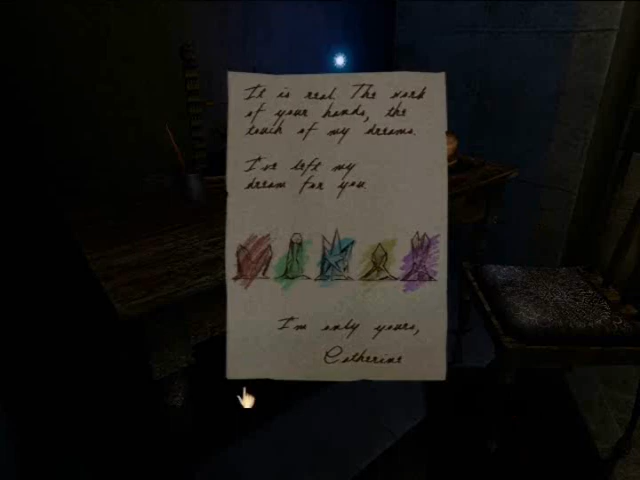 It is real. The work
of your hands, the
touch of my dreams.
I've left my
dream for you.
I'm only yours,
Catherine